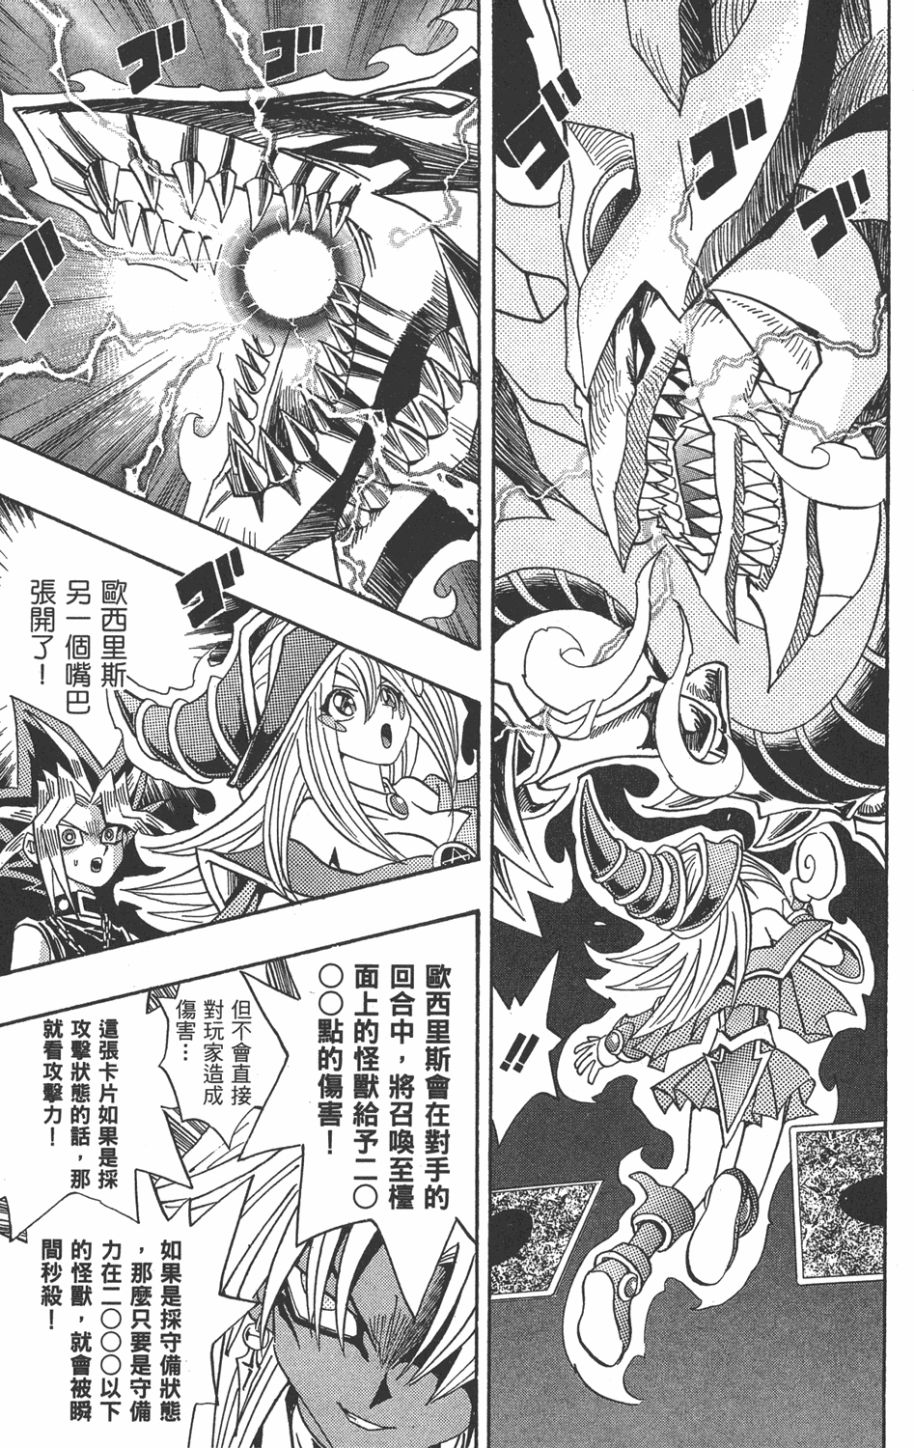 ゴ
ゴ
ゴ
ゴ
ゴ
ゴ
!!
ゴ
歐西里斯
另一個嘴巴
張開了！
歐西里斯會在對手的
回合中，將召喚至檯
面上的怪獸給予二〇
〇〇點的傷害！
但不會直接
對玩家造成
傷害…
這張卡片如果是採
攻擊狀態的話，那
就看攻擊力！
如果是採守備狀態
，那麼只要是守備
力在二〇〇〇以下
的怪獸，就會被瞬
間秒殺！